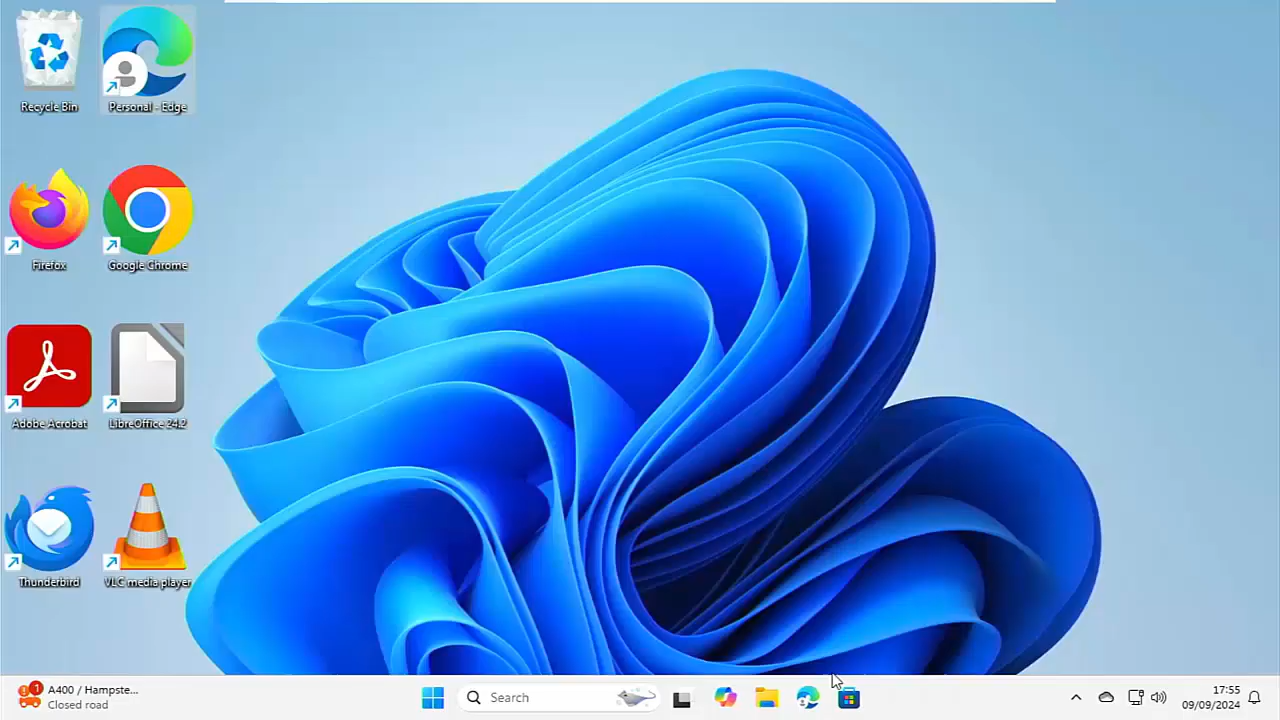 Recycle Bin
Personal - Edge
Firefox
Google Chrome
Adobe Acrobat
LibreOffice 24.2
Thunderbird
VLC media player
1
A400 / Hampste...
Closed road
Search
17:55
09/09/2024